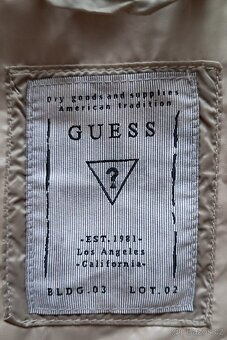 Dry goods and supplies
American tradition
GUESS
?
-EST.1981-
Los Angeles
-California-
BLDG.03 LOT.02